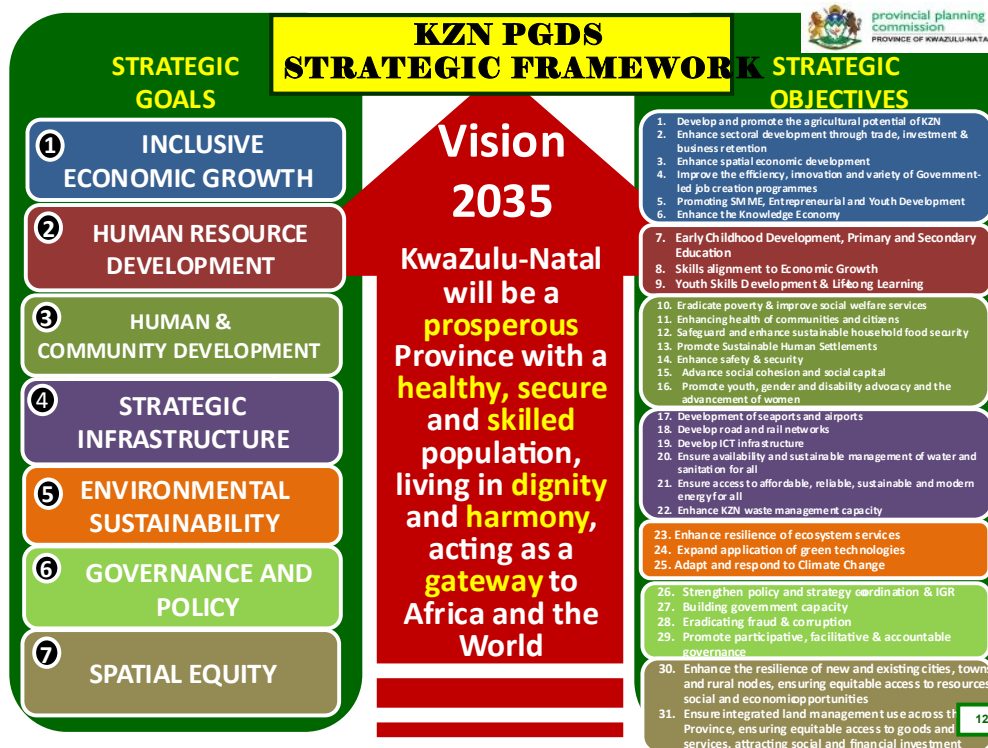 KZN PGDS
STRATEGIC FRAMEWORK
provincial planning
commission
PROVINCE OF KWAZULU-NATA
STRATEGIC
GOALS
1
INCLUSIVE
ECONOMIC GROWTH
2
HUMAN RESOURCE
DEVELOPMENT
3
HUMAN &
COMMUNITY DEVELOPMENT
4
STRATEGIC
INFRASTRUCTURE
5
ENVIRONMENTAL
SUSTAINABILITY
6
GOVERNANCE AND
POLICY
7
SPATIAL EQUITY
Vision
2035
KwaZulu-Natal
will be a
prosperous
Province with a
healthy, secure
and skilled
population,
living in dignity
and harmony,
acting as a
gateway to
Africa and the
World
STRATEGIC
OBJECTIVES
1. Develop and promote the agricultural potential of KZN
2. Enhance sectoral development through trade, investment &
business retention
3. Enhance spatial economic development
4. Improve the efficiency, innovation and variety of Government-
led job creation programmes
5. Promoting SMME, Entrepreneurial and Youth Development
6. Enhance the Knowledge Economy
7. Early Childhood Development, Primary and Secondary
Education
8. Skills alignment to Economic Growth
9. Youth Skills Development & Lifelong Learning
10. Eradicate poverty & improve social welfare services
11. Enhancing health of communities and citizens
12. Safeguard and enhance sustainable household food security
13. Promote Sustainable Human Settlements
14. Enhance safety & security
15. Advance social cohesion and social capital
16. Promote youth, gender and disability advocacy and the
advancement of women
17. Development of seaports and airports
18. Develop road and rail networks
19. Develop ICT infrastructure
20. Ensure availability and sustainable management of water and
sanitation for all
21. Ensure access to affordable, reliable, sustainable and modern
energy for all
22. Enhance KZN waste management capacity
23. Enhance resilience of ecosystem services
24. Expand application of green technologies
25. Adapt and respond to Climate Change
26. Strengthen policy and strategy coordination & IGR
27. Building government capacity
28. Eradicating fraud & corruption
29. Promote participative, facilitative & accountable
governance
30. Enhance the resilience of new and existing cities, towns
and rural nodes, ensuring equitable access to resources
social and economic opportunities
31. Ensure integrated land management use across th
Province, ensuring equitable access to goods and
services, attracting social and financial investment
12